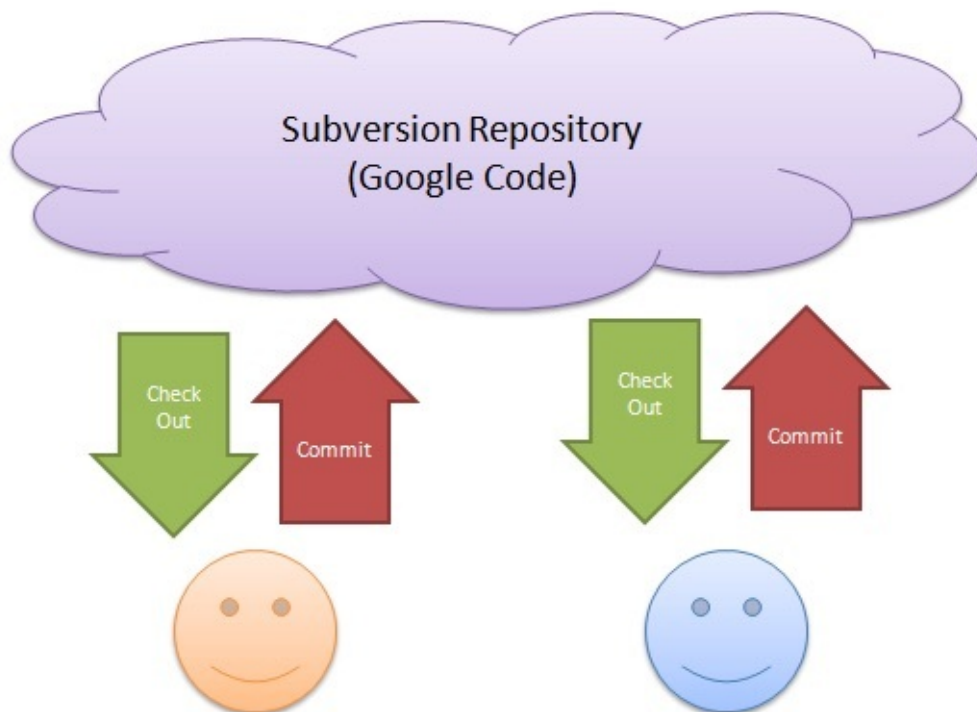 Subversion Repository
(Google Code)
Check
Out
Commit
Check
Out
Commit